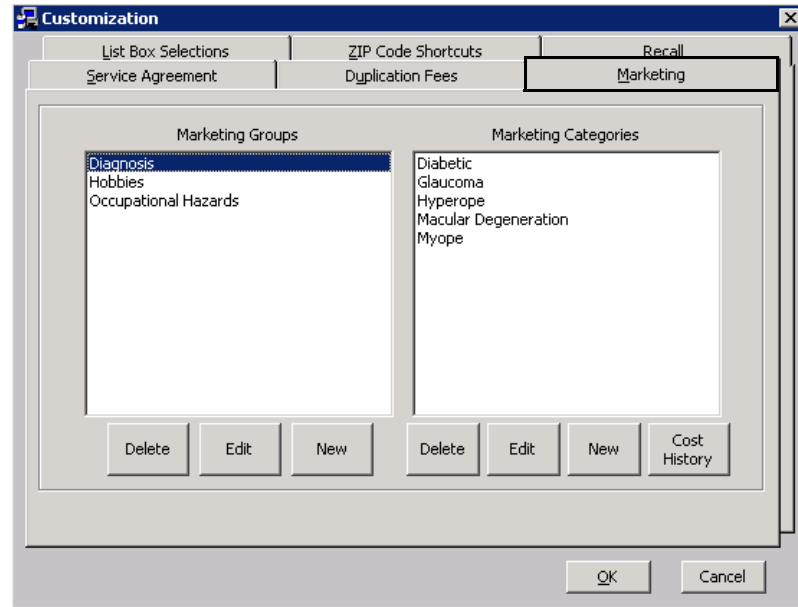 Customization
List Box Selections ZIP Code Shortcuts Recall
Service Agreement Duplication Fees Marketing
Marketing Groups Marketing Categories
Diagnosis
Hobbies
Occupational Hazards
Diabetic
Glaucoma
Hyperope
Macular Degeneration
Myope
Delete Edit New Delete Edit New Cost
History
OK Cancel